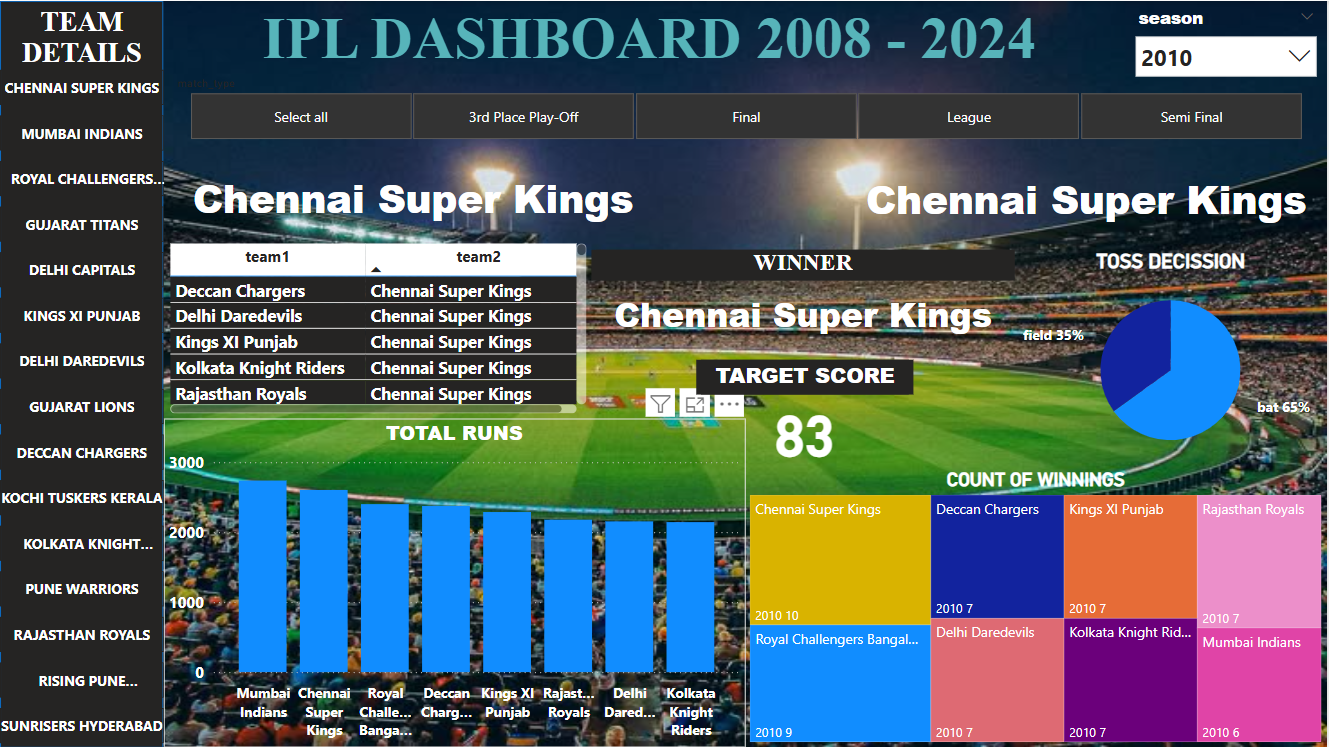 TEAM
DETAILS
CHENNAI SUPER KINGS
MUMBAI INDIANS
ROYAL CHALLENGERS...
GUJARAT TITANS
DELHI CAPITALS
KINGS XI PUNJAB
DELHI DAREDEVILS
GUJARAT LIONS
DECCAN CHARGERS
KOCHI TUSKERS KERALA
KOLKATA KNIGHT...
PUNE WARRIORS
RAJASTHAN ROYALS
RISING PUNE...
SUNRISERS HYDERABAD
IPL DASHBOARD 2008 - 2024
season
2010
match_type
Select all 3rd Place Play-Off Final League Semi Final
Chennai Super Kings
Chennai Super Kings
team1 team2
Deccan Chargers Chennai Super Kings
Delhi Daredevils Chennai Super Kings
Kings XI Punjab Chennai Super Kings
Kolkata Knight Riders Chennai Super Kings
Rajasthan Royals Chennai Super Kings
WINNER
Chennai Super Kings
TARGET SCORE
83
TOSS DECISSION
field 35%
bat 65%
TOTAL RUNS
3000
2000
1000
0
Mumbai
Indians
Chennai
Super
Kings
Royal
Challe...
Banga...
Deccan
Charg...
Kings XI
Punjab
Rajast...
Royals
Delhi
Dared...
Kolkata
Knight
Riders
COUNT OF WINNINGS
Chennai Super Kings
2010 10
Royal Challengers Bangal...
2010 9
Deccan Chargers
2010 7
Delhi Daredevils
2010 7
Kings XI Punjab
2010 7
Kolkata Knight Rid...
2010 7
Rajasthan Royals
2010 7
Mumbai Indians
2010 6